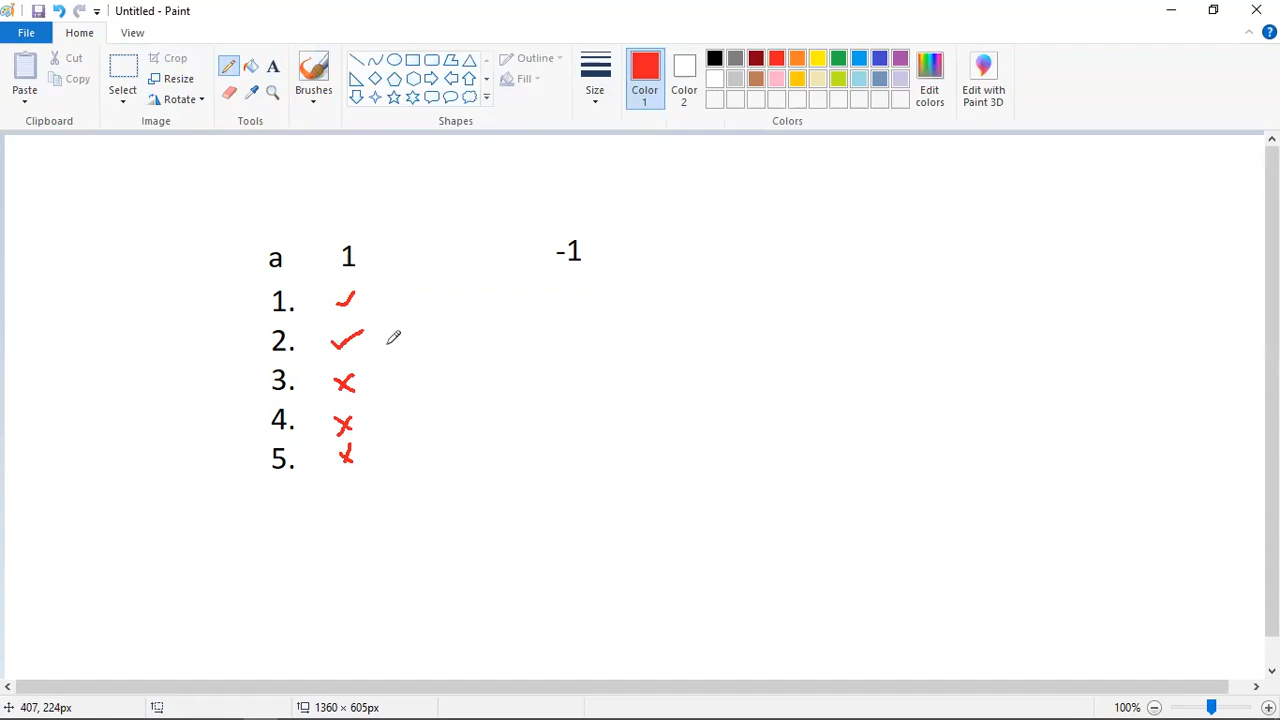 Untitled - Paint
File Home View
Paste
Cut
Copy
Clipboard
Select
Crop
Resize
Rotate
Image
A
Tools
Brushes
Outline
Fill
Shapes
Size
Color 1
Color 2
Edit colors
Colors
Edit with Paint 3D
a 1 -1
1. ✓
2. ✓
3. ✗
4. ✗
5. ✗
407, 224px
1360 × 605px
100%